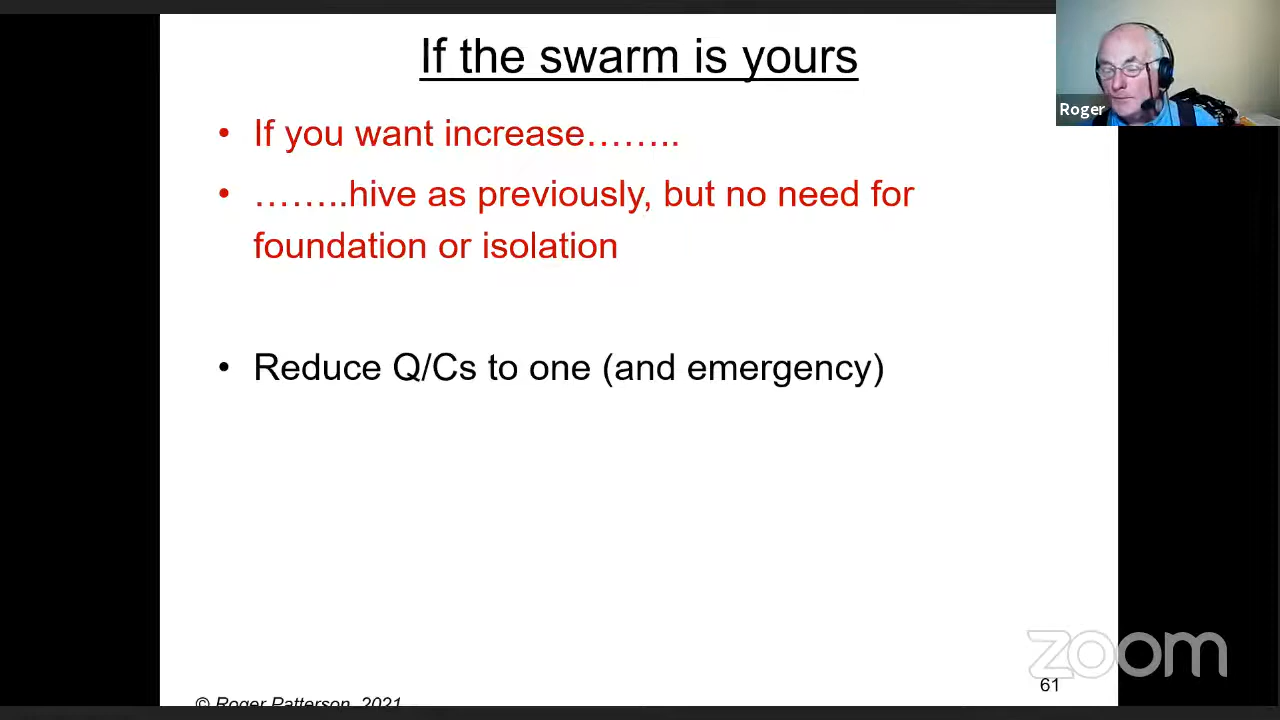 If the swarm is yours
Roger
• If you want increase……..
• ……..hive as previously, but no need for
foundation or isolation
• Reduce Q/Cs to one (and emergency)
zoom
61
© Roger Patterson, 2021